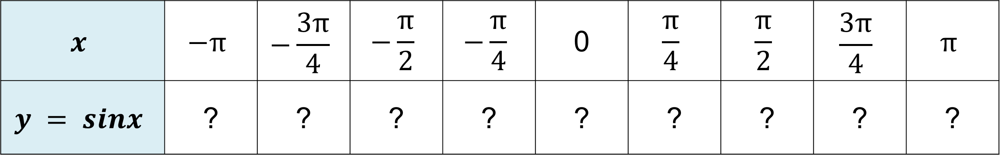 x −π −3π/4 −π/2 −π/4 0 π/4 π/2 3π/4 π
y = sinx ? ? ? ? ? ? ? ? ?